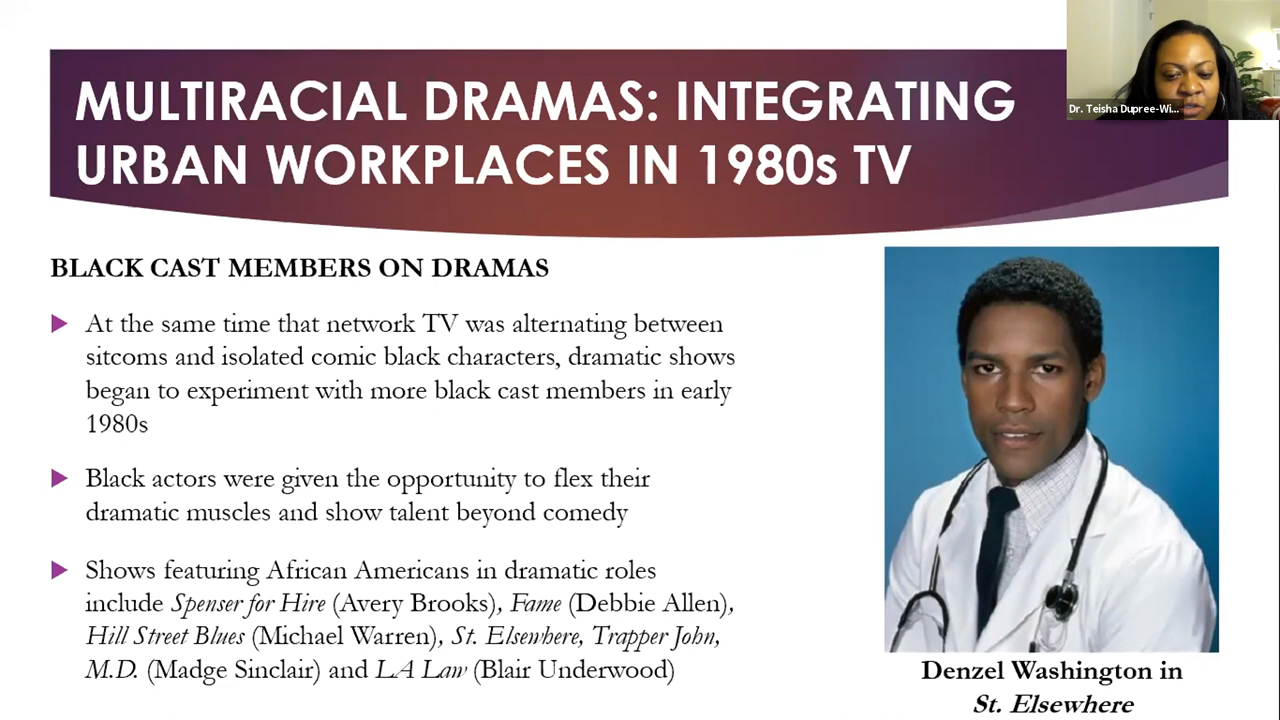 MULTIRACIAL DRAMAS: INTEGRATING
URBAN WORKPLACES IN 1980s TV
Dr. Teisha Dupree-Wi...
BLACK CAST MEMBERS ON DRAMAS
At the same time that network TV was alternating between
sitcoms and isolated comic black characters, dramatic shows
began to experiment with more black cast members in early
1980s
Black actors were given the opportunity to flex their
dramatic muscles and show talent beyond comedy
Shows featuring African Americans in dramatic roles
include Spenser for Hire (Avery Brooks), Fame (Debbie Allen),
Hill Street Blues (Michael Warren), St. Elsewhere, Trapper John,
M.D. (Madge Sinclair) and LA Law (Blair Underwood)
Denzel Washington in
St. Elsewhere